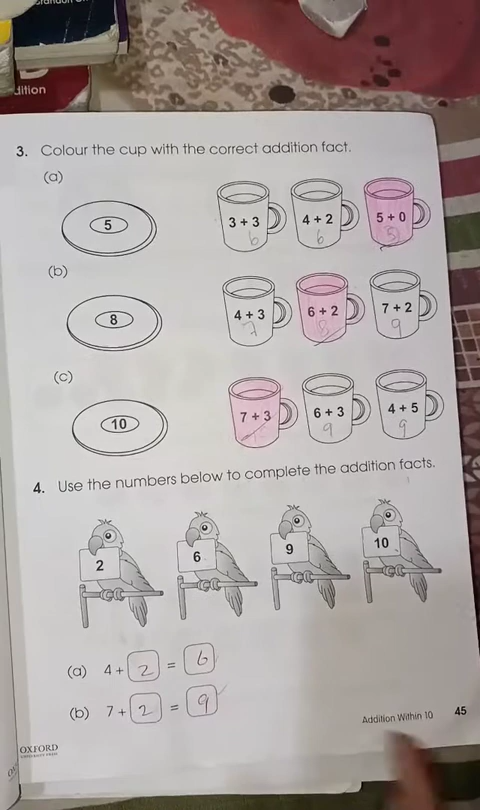 dition
3. Colour the cup with the correct addition fact.
(a)
5
3 + 3
6
4 + 2
6
5 + 0
5
(b)
8
4 + 3
7
6 + 2
8
7 + 2
9
(c)
10
7 + 3
6 + 3
9
4 + 5
9
4. Use the numbers below to complete the addition facts.
2
6
9
10
(a) 4 + 2 = 6
(b) 7 + 2 = 9
Addition Within 10 45
OXFORD
UNIVERSITY PRESS